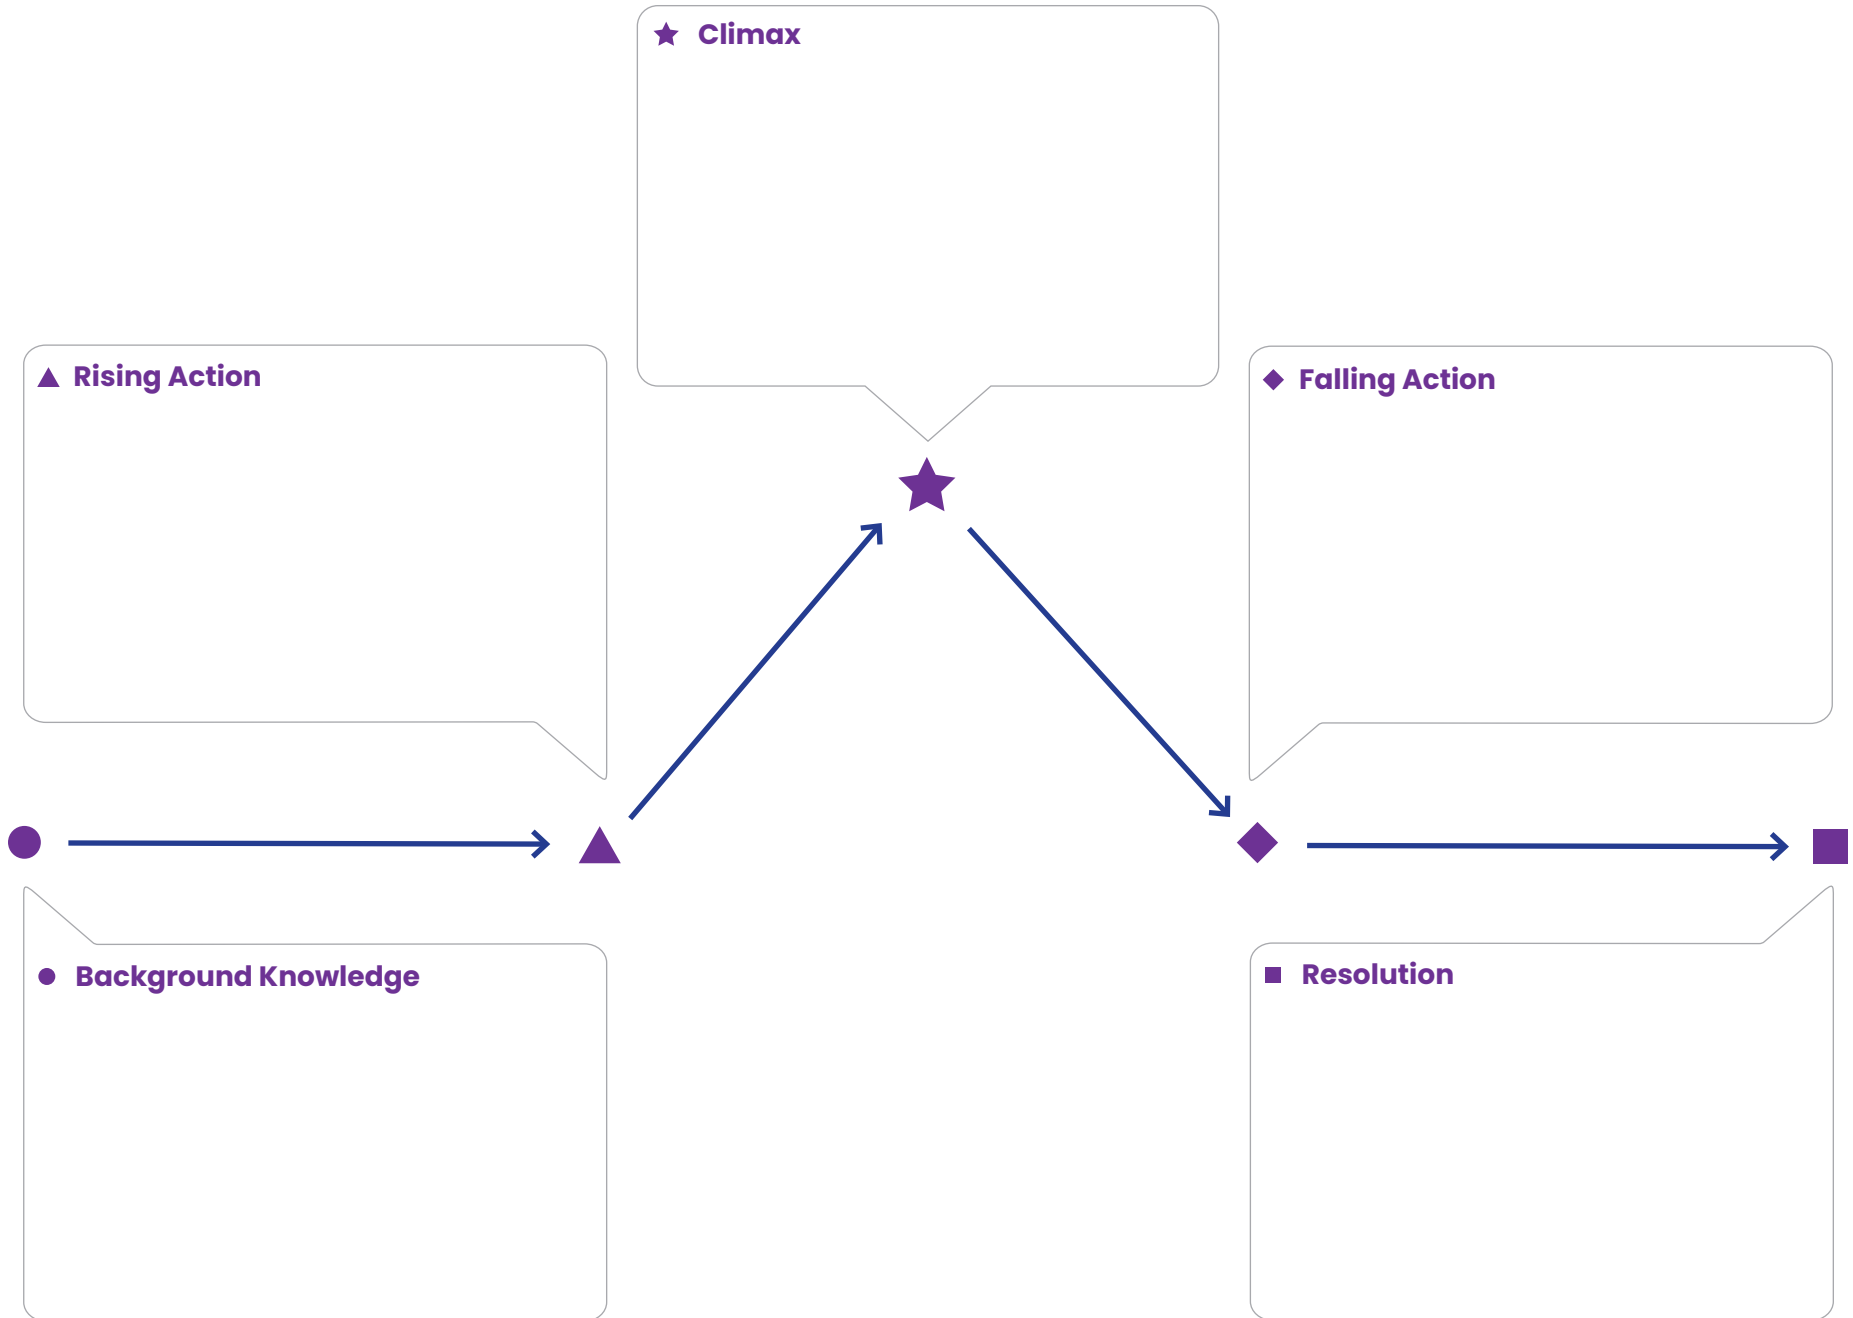 Climax
Rising Action
Falling Action
Background Knowledge
Resolution